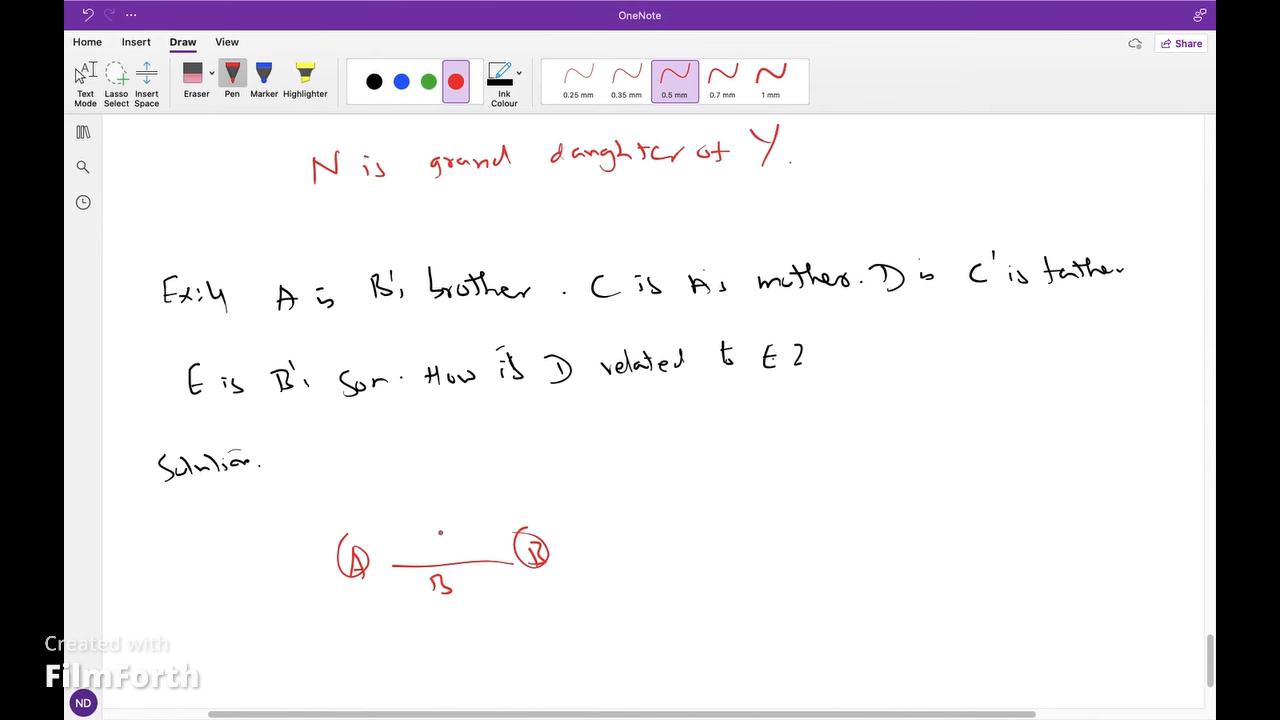 OneNote
Home Insert Draw View
Share
Text Mode
Lasso Select
Insert Space
Eraser
Pen
Marker
Highlighter
Ink Colour
0.25 mm
0.35 mm
0.5 mm
0.7 mm
1 mm
N is grand daughter of Y.
Ex:4 A is B's brother. C is A's mother. D is C's father
E is B's son. How is D related to E?
Solution.
A B
B
Created with
FilmForth
ND